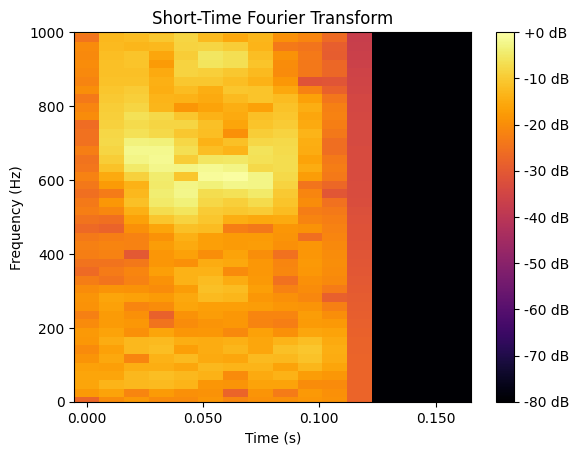 Short-Time Fourier Transform
1000
800
600
400
200
0
Frequency (Hz)
0.000
0.050
0.100
0.150
Time (s)
+0 dB
-10 dB
-20 dB
-30 dB
-40 dB
-50 dB
-60 dB
-70 dB
-80 dB